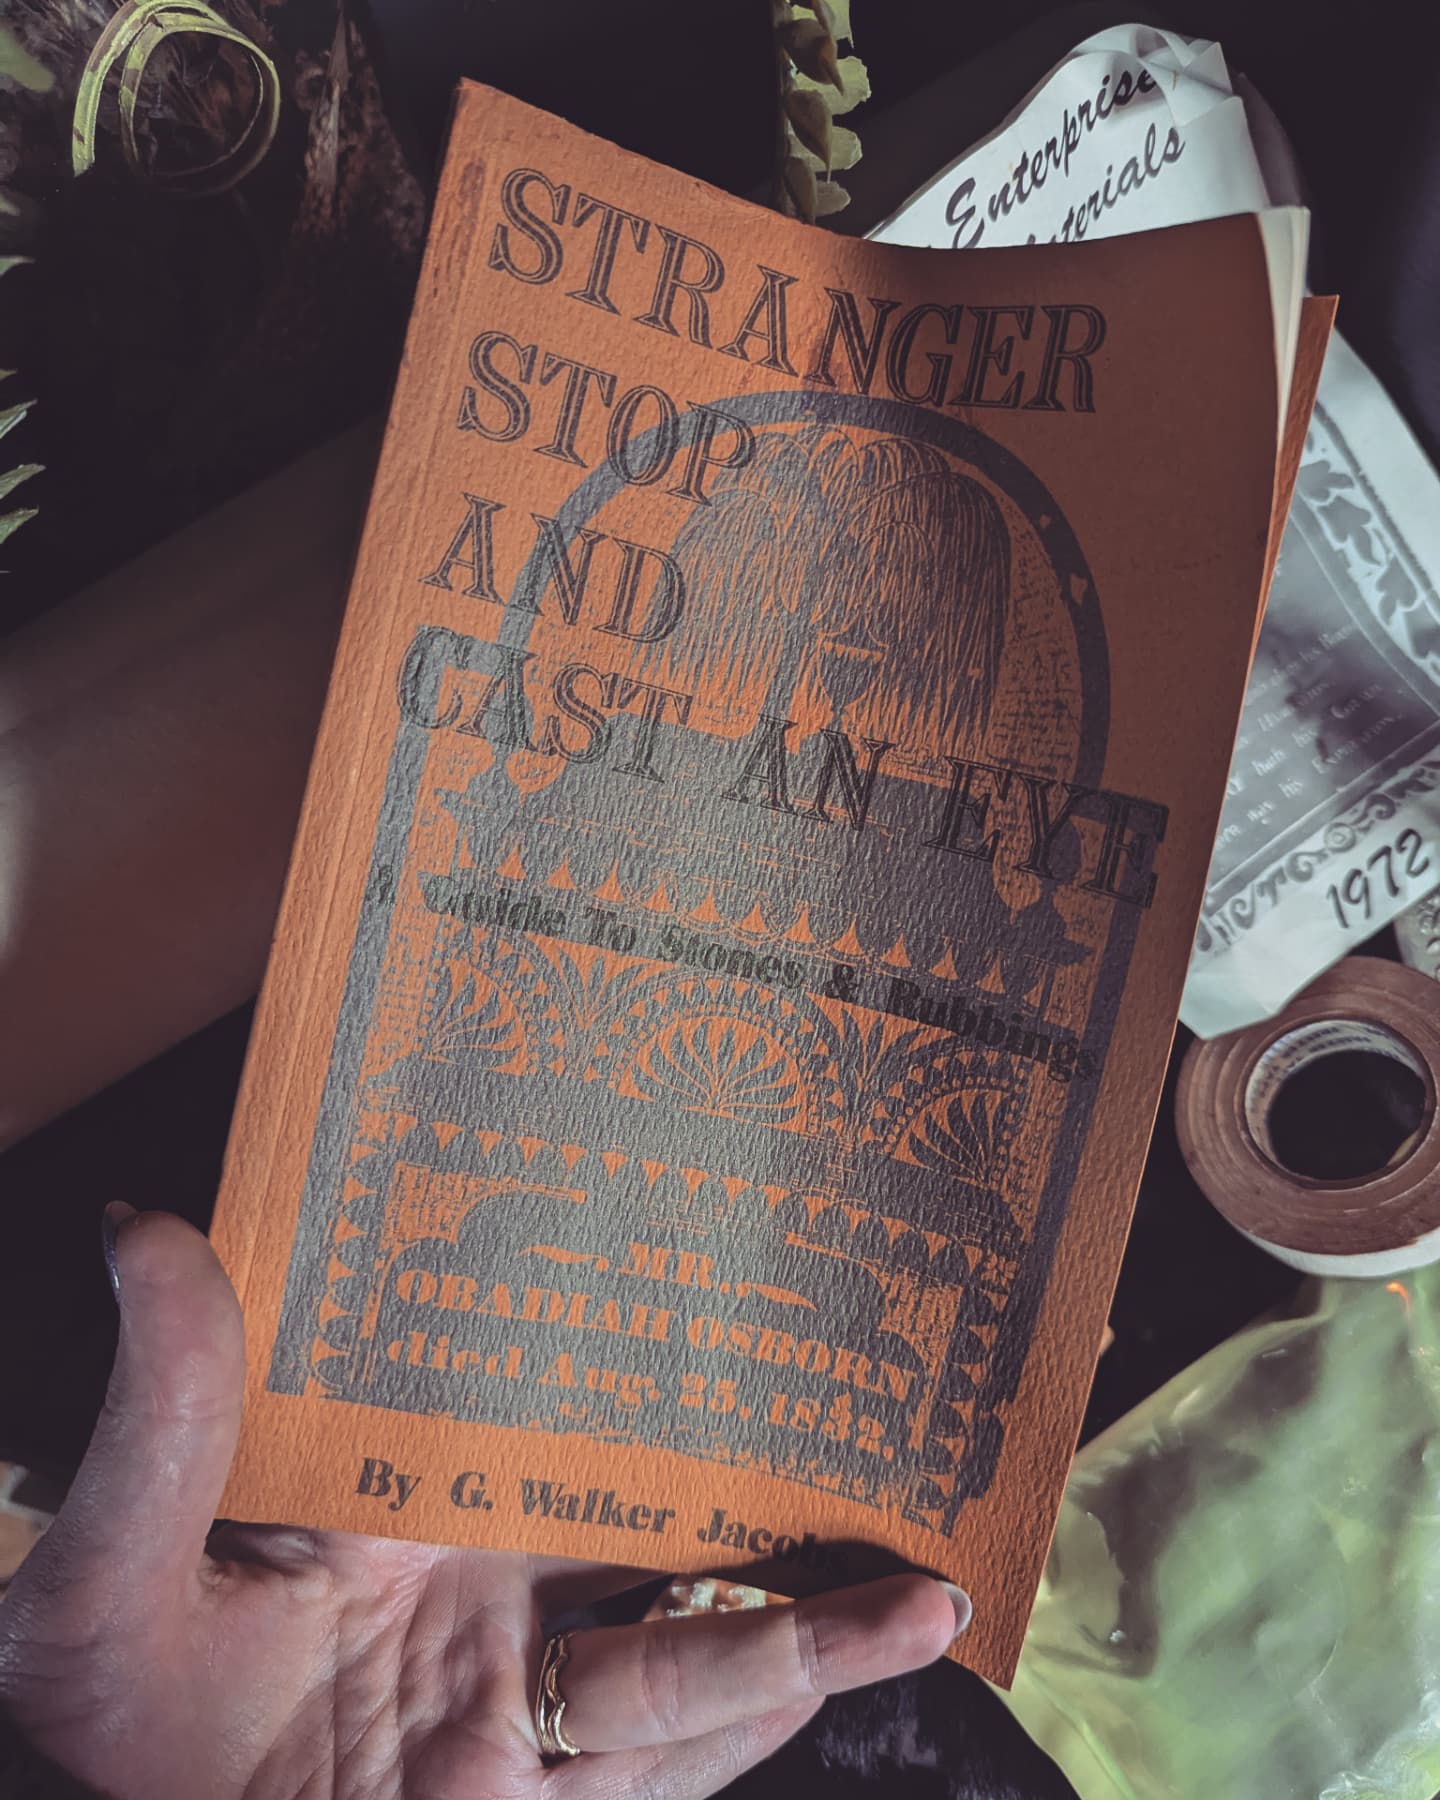 STRANGER
STOP
AND
CAST AN EYE
A Guide To Stones & Rubbings
.MR.
OBADIAH OSBORN
died Aug. 25, 1832.
By G. Walker Jacobs
Enterprise
1972